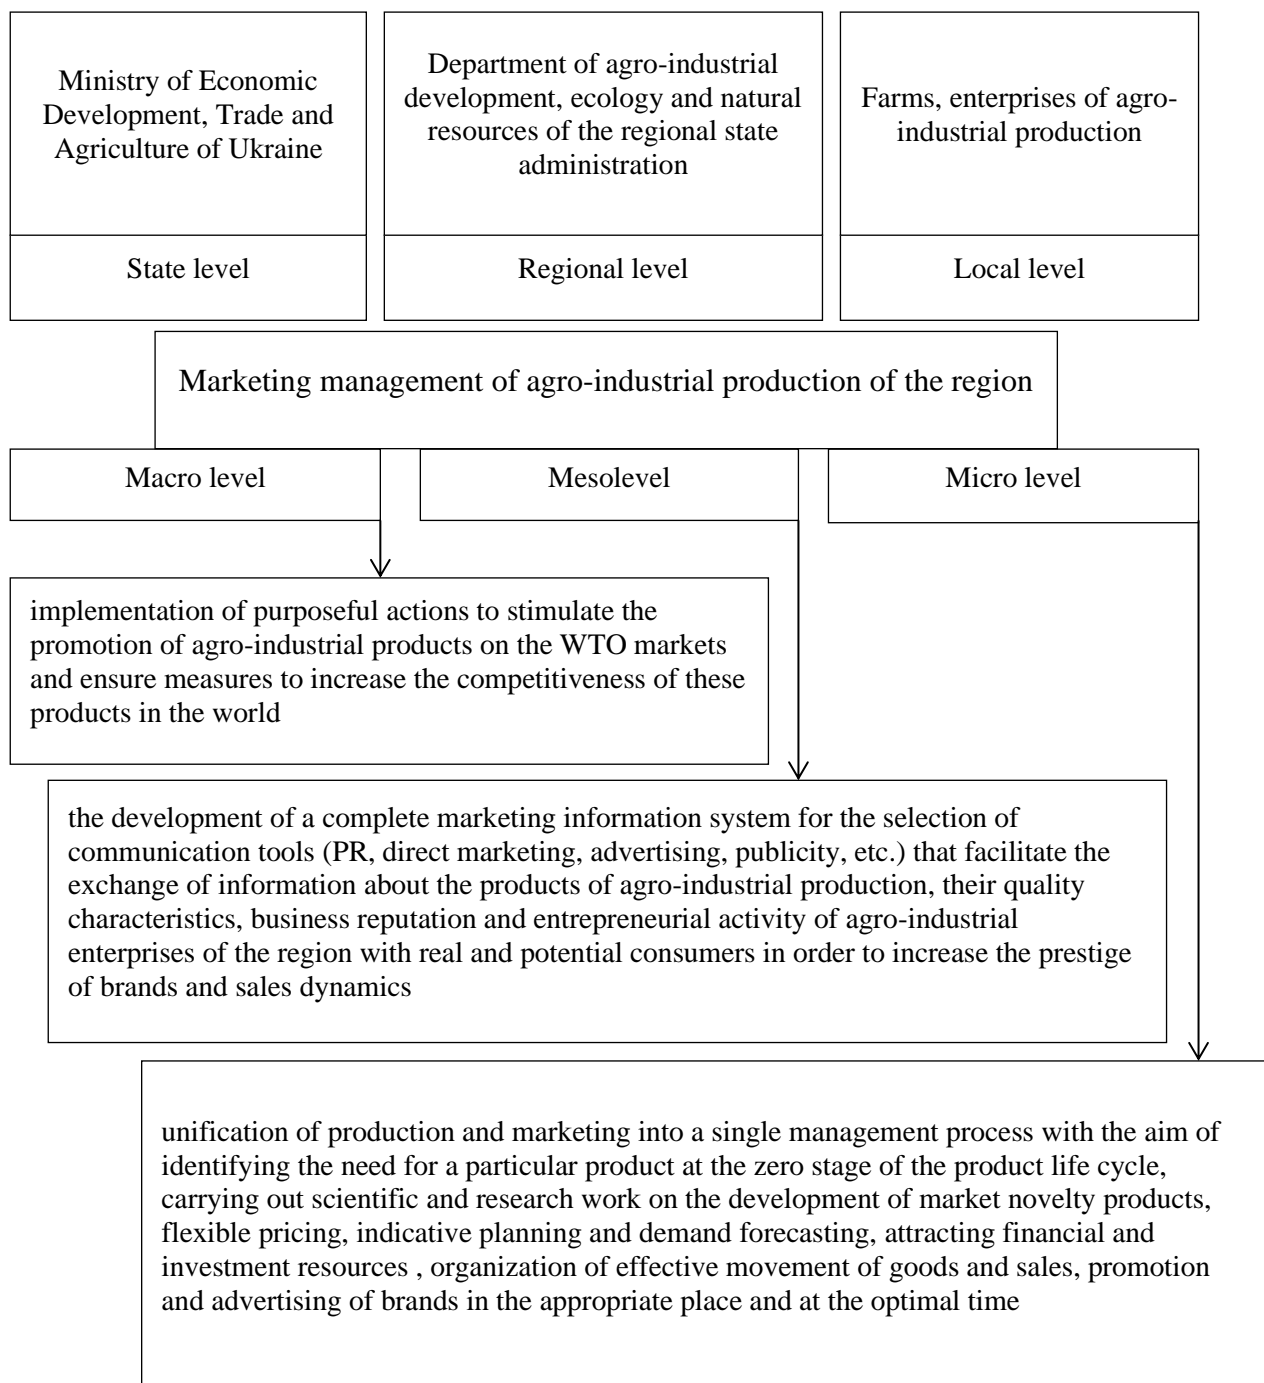 Ministry of Economic
Development, Trade and
Agriculture of Ukraine
Department of agro-industrial
development, ecology and natural
resources of the regional state
administration
Farms, enterprises of agro-
industrial production
State level
Regional level
Local level
Marketing management of agro-industrial production of the region
Macro level
Mesolevel
Micro level
implementation of purposeful actions to stimulate the
promotion of agro-industrial products on the WTO markets
and ensure measures to increase the competitiveness of these
products in the world
the development of a complete marketing information system for the selection of
communication tools (PR, direct marketing, advertising, publicity, etc.) that facilitate the
exchange of information about the products of agro-industrial production, their quality
characteristics, business reputation and entrepreneurial activity of agro-industrial
enterprises of the region with real and potential consumers in order to increase the prestige
of brands and sales dynamics
unification of production and marketing into a single management process with the aim of
identifying the need for a particular product at the zero stage of the product life cycle,
carrying out scientific and research work on the development of market novelty products,
flexible pricing, indicative planning and demand forecasting, attracting financial and
investment resources , organization of effective movement of goods and sales, promotion
and advertising of brands in the appropriate place and at the optimal time